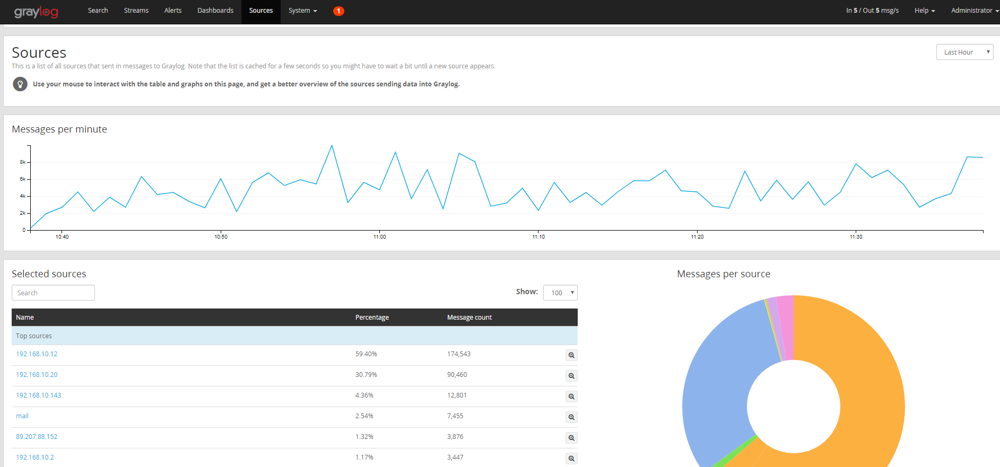 graylog Search Streams Alerts Dashboards Sources System 1 In 5 / Out 5 msg/s Help Administrator
Sources
Last Hour
This is a list of all sources that sent in messages to Graylog. Note that the list is cached for a few seconds so you might have to wait a bit until a new source appears.
Use your mouse to interact with the table and graphs on this page, and get a better overview of the sources sending data into Graylog.
Messages per minute
8k
6k
4k
2k
0
10:40 10:50 11:00 11:10 11:20 11:30
Selected sources
Messages per source
Search
Show: 100
Name Percentage Message count
Top sources
192.168.10.12 59.40% 174,543
192.168.10.20 30.79% 90,460
192.168.10.143 4.36% 12,801
mail 2.54% 7,455
89.207.88.152 1.32% 3,876
192.168.10.2 1.17% 3,447